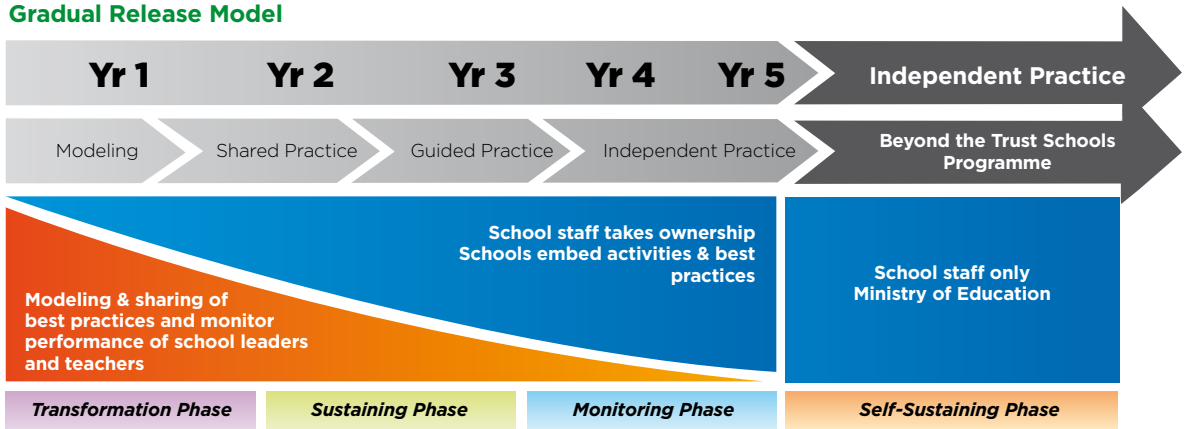 Gradual Release Model
Yr 1 Yr 2 Yr 3 Yr 4 Yr 5 Independent Practice
Modeling Shared Practice Guided Practice Independent Practice
Beyond the Trust Schools
Programme
School staff takes ownership
Schools embed activities & best
practices
Modeling & sharing of
best practices and monitor
performance of school leaders
and teachers
School staff only
Ministry of Education
Transformation Phase Sustaining Phase Monitoring Phase Self-Sustaining Phase